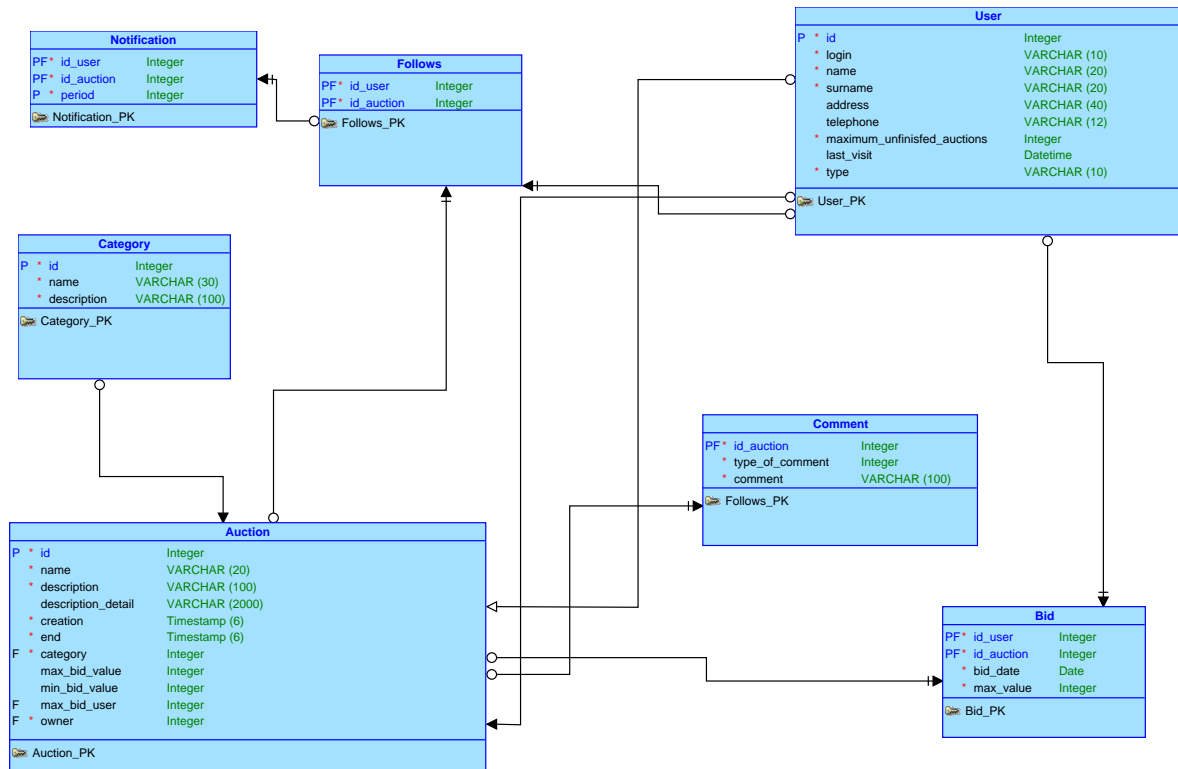 Notification
PF * id_user Integer
PF * id_auction Integer
P * period Integer
Notification_PK
Follows
PF * id_user Integer
PF * id_auction Integer
Follows_PK
User
P * id Integer
* login VARCHAR (10)
* name VARCHAR (20)
* surname VARCHAR (20)
address VARCHAR (40)
telephone VARCHAR (12)
* maximum_unfinisfed_auctions Integer
last_visit Datetime
* type VARCHAR (10)
User_PK
Category
P * id Integer
* name VARCHAR (30)
* description VARCHAR (100)
Category_PK
Comment
PF * id_auction Integer
* type_of_comment Integer
* comment VARCHAR (100)
Follows_PK
Auction
P * id Integer
* name VARCHAR (20)
* description VARCHAR (100)
description_detail VARCHAR (2000)
* creation Timestamp (6)
* end Timestamp (6)
F * category Integer
max_bid_value Integer
min_bid_value Integer
F max_bid_user Integer
F * owner Integer
Auction_PK
Bid
PF * id_user Integer
PF * id_auction Integer
* bid_date Date
* max_value Integer
Bid_PK